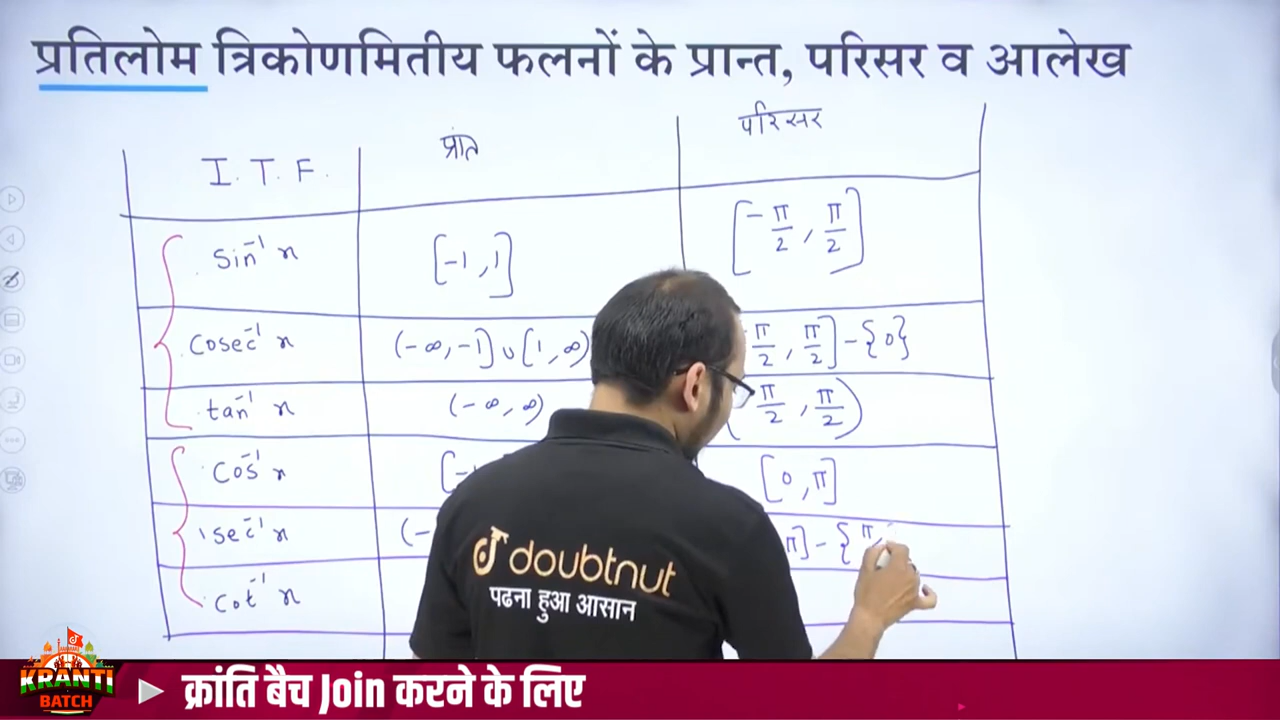 प्रतिलोम त्रिकोणमितीय फलनों के प्रान्त, परिसर व आलेख
I.T.F. प्रांत परिसर
Sin⁻¹ x [-1, 1] [-π/2, π/2]
Cosec⁻¹ x (-∞, -1] ∪ [1, ∞) π/2, π/2] - {0}
tan⁻¹ x (-∞, ∞) (π/2, π/2)
Cos⁻¹ x [- [0, π]
sec⁻¹ x (- π] - {π
Cot⁻¹ x
doubtnut
पढना हुआ आसान
KRANTI
BATCH
क्रांति बैच Join करने के लिए